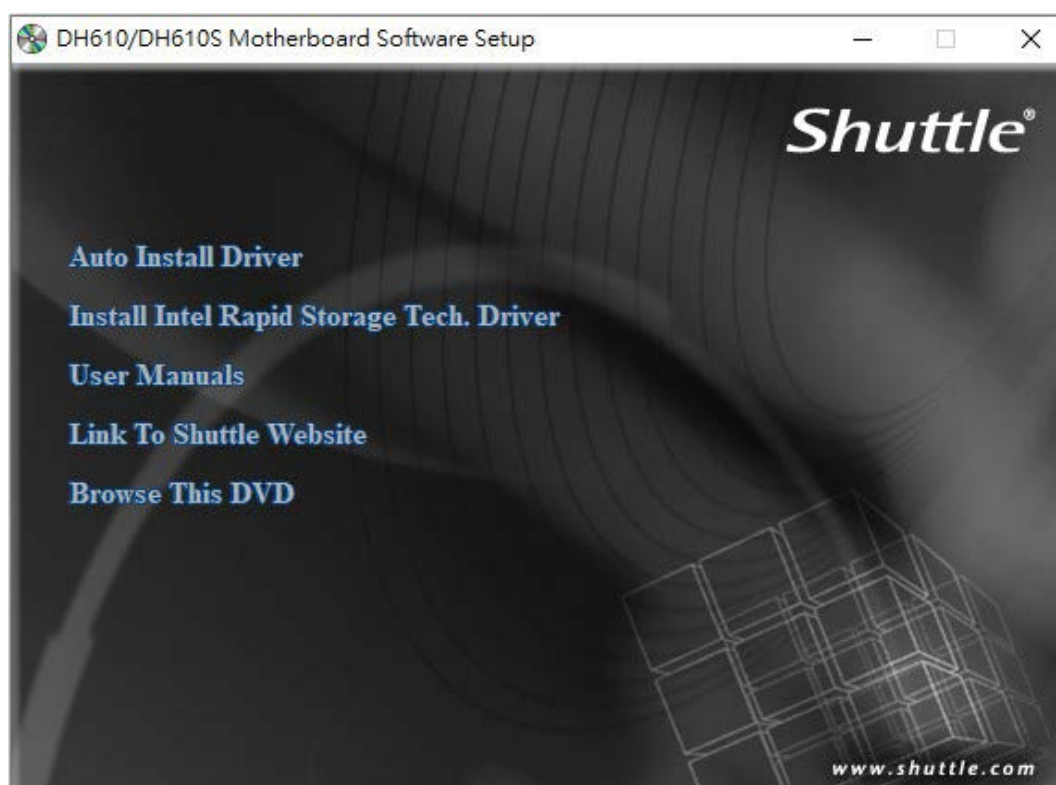 DH610/DH610S Motherboard Software Setup
Shuttle®
Auto Install Driver
Install Intel Rapid Storage Tech. Driver
User Manuals
Link To Shuttle Website
Browse This DVD
www.shuttle.com